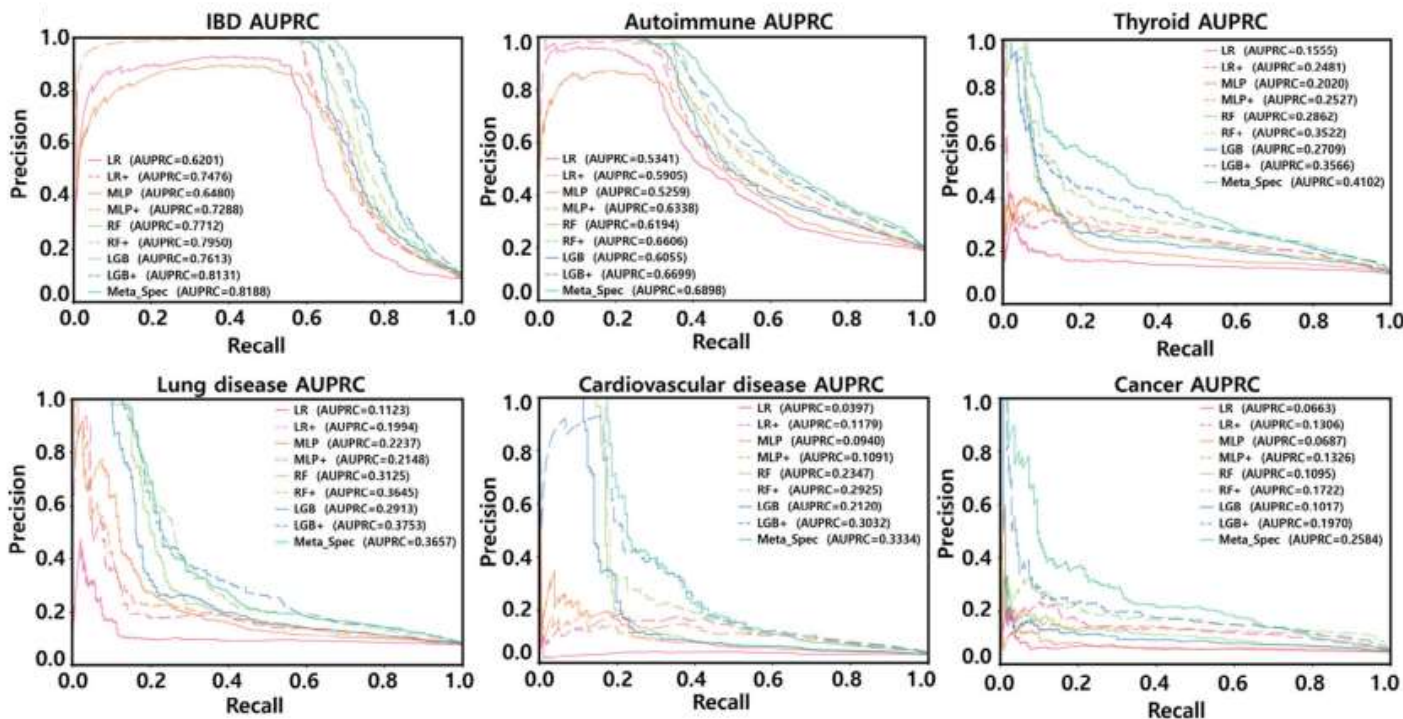 IBD AUPRC
1.0
0.8
0.6
0.4
0.2
0.0
Precision
LR (AUPRC=0.6201)
LR+ (AUPRC=0.7476)
MLP (AUPRC=0.6480)
MLP+ (AUPRC=0.7288)
RF (AUPRC=0.7712)
RF+ (AUPRC=0.7950)
LGB (AUPRC=0.7613)
LGB+ (AUPRC=0.8131)
Meta_Spec (AUPRC=0.8188)
0.0 0.2 0.4 0.6 0.8 1.0
Recall
Autoimmune AUPRC
1.0
0.8
0.6
0.4
0.2
0.0
Precision
LR (AUPRC=0.5341)
LR+ (AUPRC=0.5905)
MLP (AUPRC=0.5259)
MLP+ (AUPRC=0.6338)
RF (AUPRC=0.6194)
RF+ (AUPRC=0.6606)
LGB (AUPRC=0.6055)
LGB+ (AUPRC=0.6699)
Meta_Spec (AUPRC=0.6898)
0.0 0.2 0.4 0.6 0.8 1.0
Recall
Thyroid AUPRC
1.0
0.8
0.6
0.4
0.2
0.0
Precision
LR (AUPRC=0.1555)
LR+ (AUPRC=0.2481)
MLP (AUPRC=0.2020)
MLP+ (AUPRC=0.2527)
RF (AUPRC=0.2862)
RF+ (AUPRC=0.3522)
LGB (AUPRC=0.2709)
LGB+ (AUPRC=0.3566)
Meta_Spec (AUPRC=0.4102)
0.0 0.2 0.4 0.6 0.8 1.0
Recall
Lung disease AUPRC
1.0
0.8
0.6
0.4
0.2
0.0
Precision
LR (AUPRC=0.1123)
LR+ (AUPRC=0.1994)
MLP (AUPRC=0.2237)
MLP+ (AUPRC=0.2148)
RF (AUPRC=0.3125)
RF+ (AUPRC=0.3645)
LGB (AUPRC=0.2913)
LGB+ (AUPRC=0.3753)
Meta_Spec (AUPRC=0.3657)
0.0 0.2 0.4 0.6 0.8 1.0
Recall
Cardiovascular disease AUPRC
1.0
0.8
0.6
0.4
0.2
0.0
Precision
LR (AUPRC=0.0397)
LR+ (AUPRC=0.1179)
MLP (AUPRC=0.0940)
MLP+ (AUPRC=0.1091)
RF (AUPRC=0.2347)
RF+ (AUPRC=0.2925)
LGB (AUPRC=0.2120)
LGB+ (AUPRC=0.3032)
Meta_Spec (AUPRC=0.3334)
0.0 0.2 0.4 0.6 0.8 1.0
Recall
Cancer AUPRC
1.0
0.8
0.6
0.4
0.2
0.0
Precision
LR (AUPRC=0.0663)
LR+ (AUPRC=0.1306)
MLP (AUPRC=0.0687)
MLP+ (AUPRC=0.1326)
RF (AUPRC=0.1095)
RF+ (AUPRC=0.1722)
LGB (AUPRC=0.1017)
LGB+ (AUPRC=0.1970)
Meta_Spec (AUPRC=0.2584)
0.0 0.2 0.4 0.6 0.8 1.0
Recall